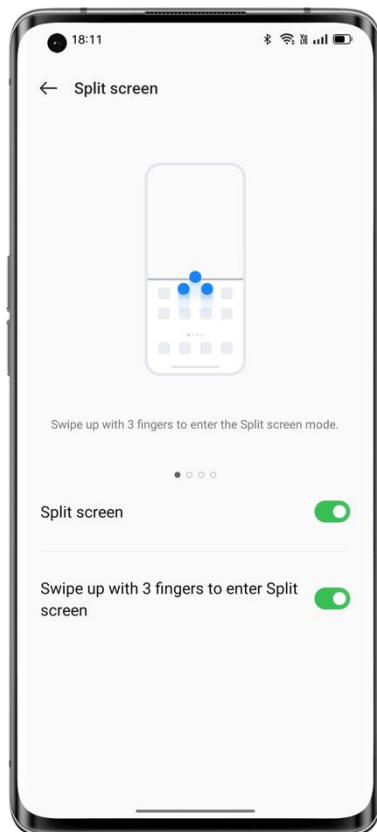 18:11
Split screen
Swipe up with 3 fingers to enter the Split screen mode.
Split screen
Swipe up with 3 fingers to enter Split
screen